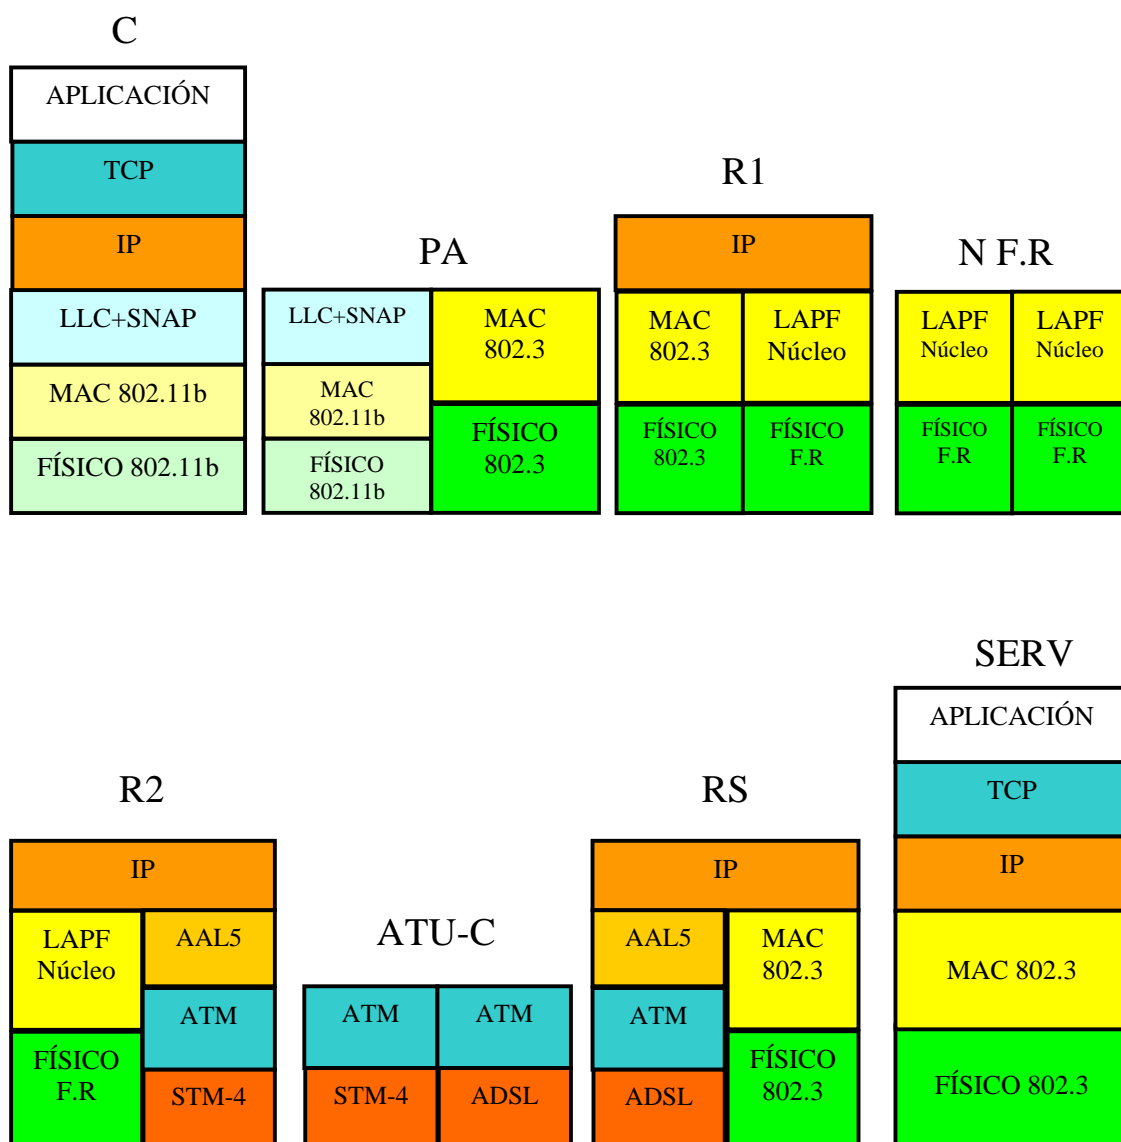 C
APLICACIÓN
TCP
IP
LLC+SNAP
MAC 802.11b
FÍSICO 802.11b
PA
LLC+SNAP
MAC
802.11b
FÍSICO
802.11b
MAC
802.3
FÍSICO
802.3
R1
IP
MAC
802.3
FÍSICO
802.3
LAPF
Núcleo
FÍSICO
F.R
N F.R
LAPF
Núcleo
FÍSICO
F.R
LAPF
Núcleo
FÍSICO
F.R
R2
IP
LAPF
Núcleo
FÍSICO
F.R
AAL5
ATM
STM-4
ATU-C
ATM
STM-4
ATM
ADSL
RS
IP
AAL5
ATM
ADSL
MAC
802.3
FÍSICO
802.3
SERV
APLICACIÓN
TCP
IP
MAC 802.3
FÍSICO 802.3